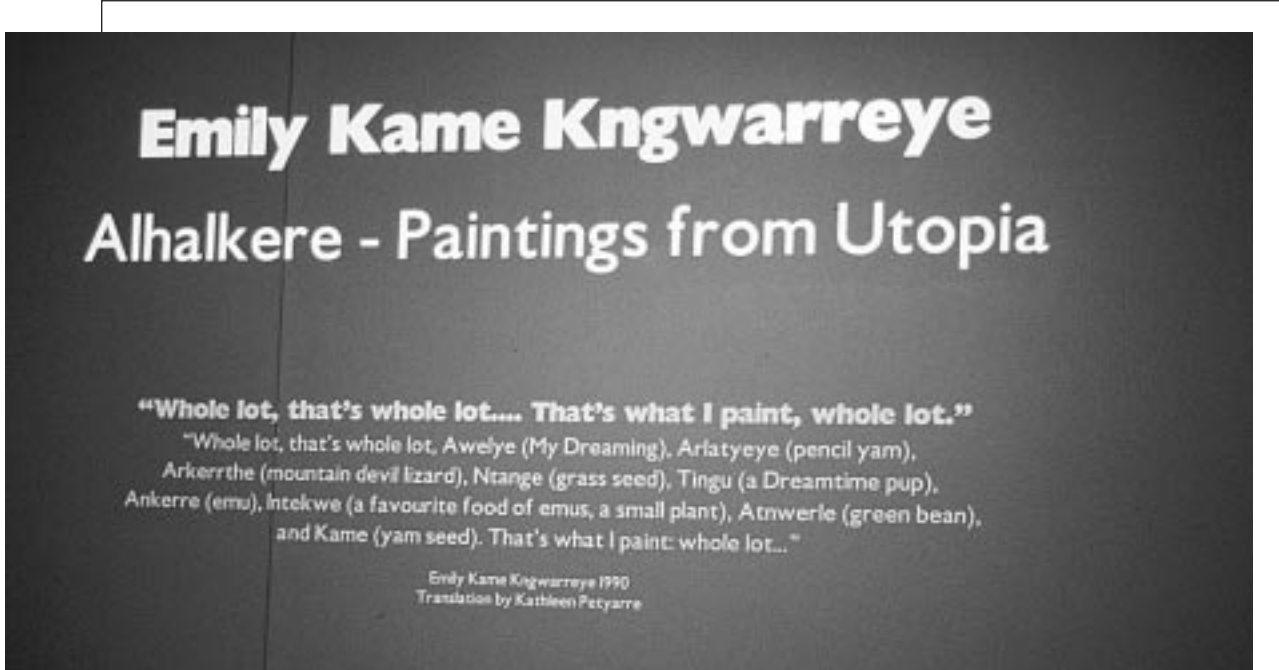 Emily Kame Kngwarreye
Alhalkere - Paintings from Utopia
“Whole lot, that’s whole lot.... That’s what I paint, whole lot.”
“Whole lot, that’s whole lot, Awelye (My Dreaming), Arlatyeye (pencil yam),
Arkerrthe (mountain devil lizard), Ntange (grass seed), Tingu (a Dreamtime pup),
Ankerre (emu), Intekwe (a favourite food of emus, a small plant), Atnwerle (green bean),
and Kame (yam seed). That’s what I paint: whole lot...”
Emily Kame Kngwarreye 1990
Translation by Kathleen Petyarre